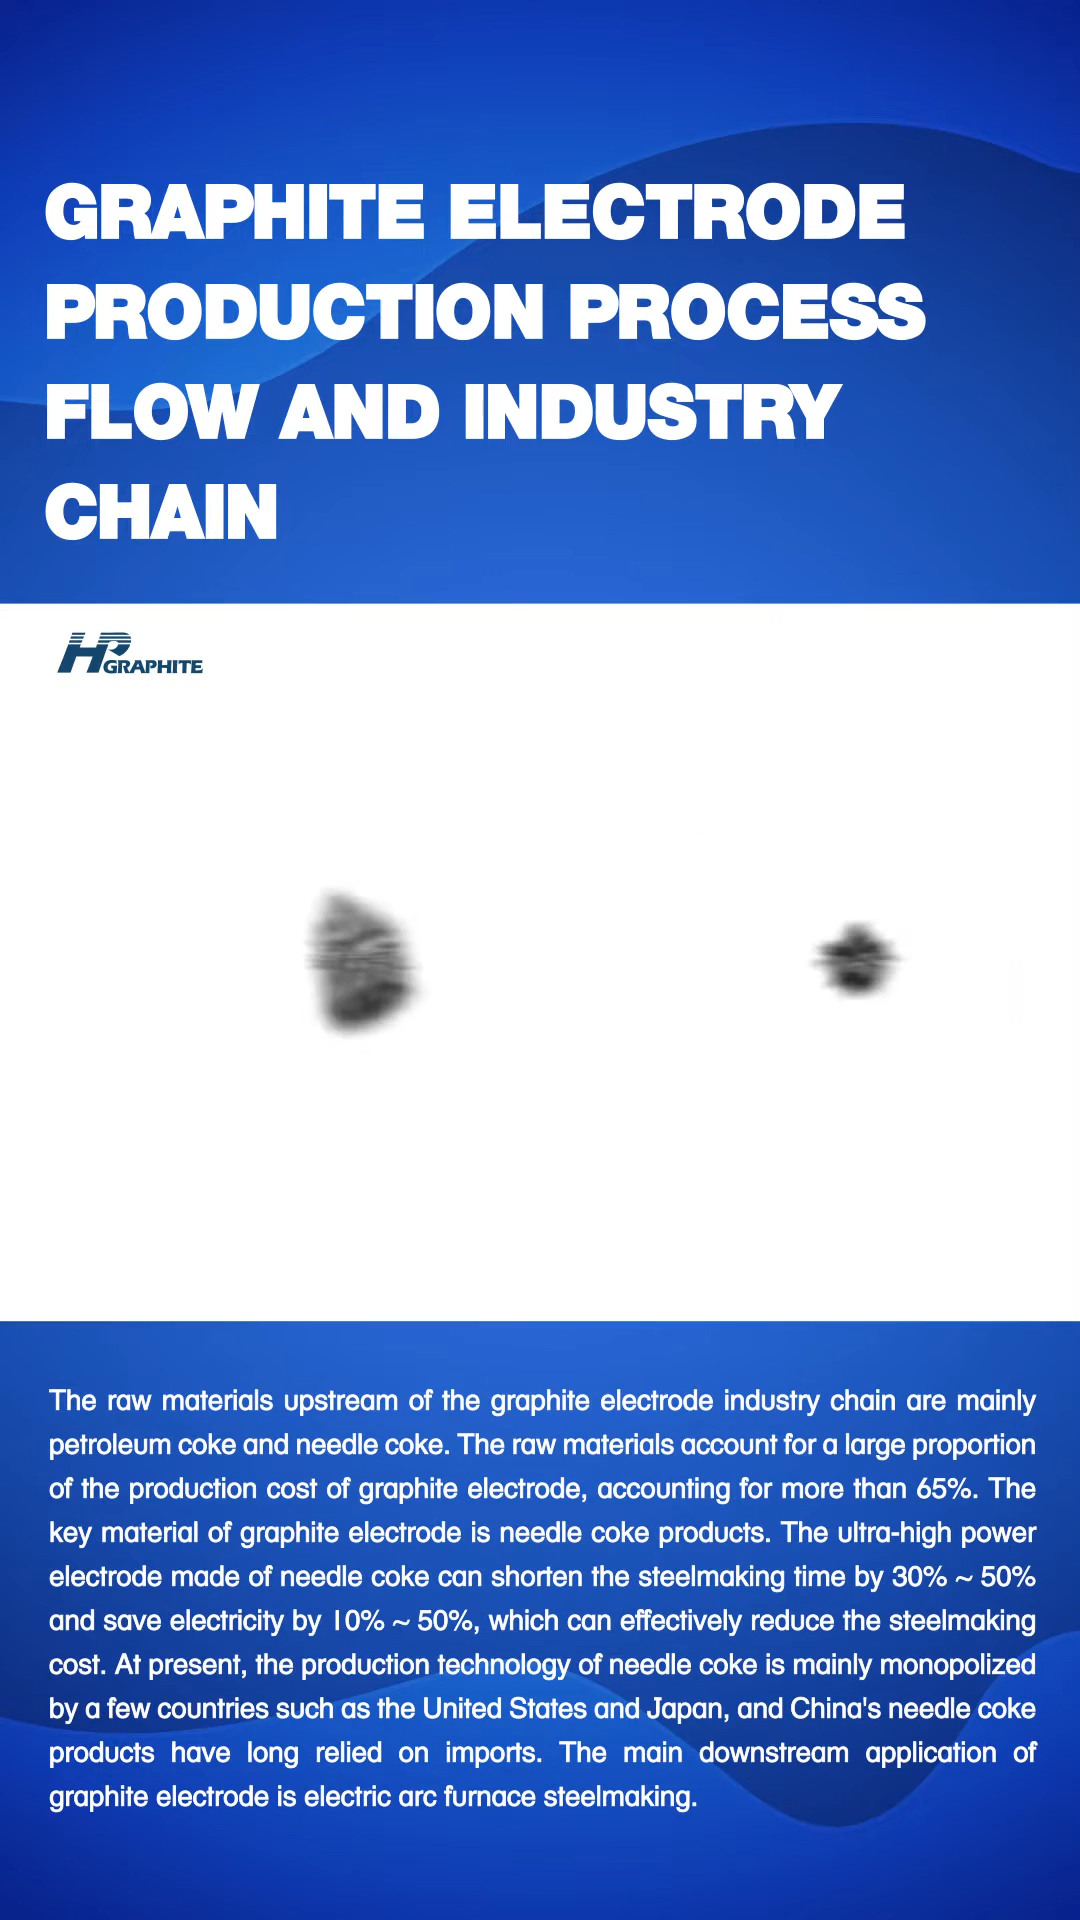 GRAPHITE ELECTRODE
PRODUCTION PROCESS
FLOW AND INDUSTRY
CHAIN
HP GRAPHITE
The raw materials upstream of the graphite electrode industry chain are mainly
petroleum coke and needle coke. The raw materials account for a large proportion
of the production cost of graphite electrode, accounting for more than 65%. The
key material of graphite electrode is needle coke products. The ultra-high power
electrode made of needle coke can shorten the steelmaking time by 30% ~ 50%
and save electricity by 10% ~ 50%, which can effectively reduce the steelmaking
cost. At present, the production technology of needle coke is mainly monopolized
by a few countries such as the United States and Japan, and China's needle coke
products have long relied on imports. The main downstream application of
graphite electrode is electric arc furnace steelmaking.